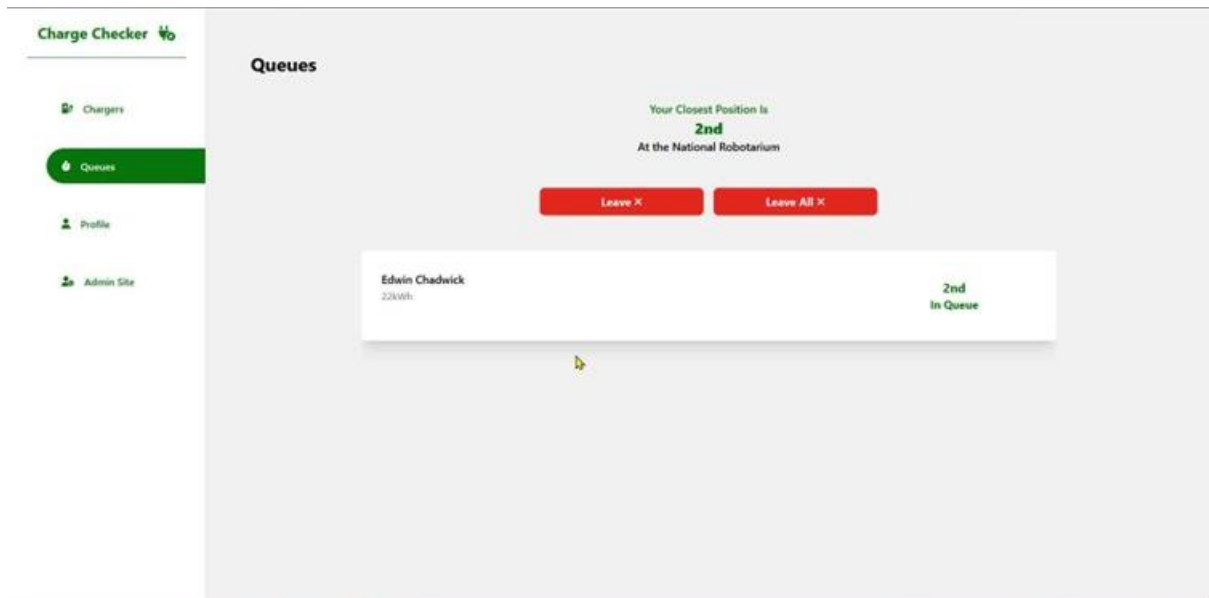 Charge Checker
Chargers
Queues
Profile
Admin Site
Queues
Your Closest Position Is
2nd
At the National Robotarium
Leave ×
Leave All ×
Edwin Chadwick
22kWh
2nd
In Queue